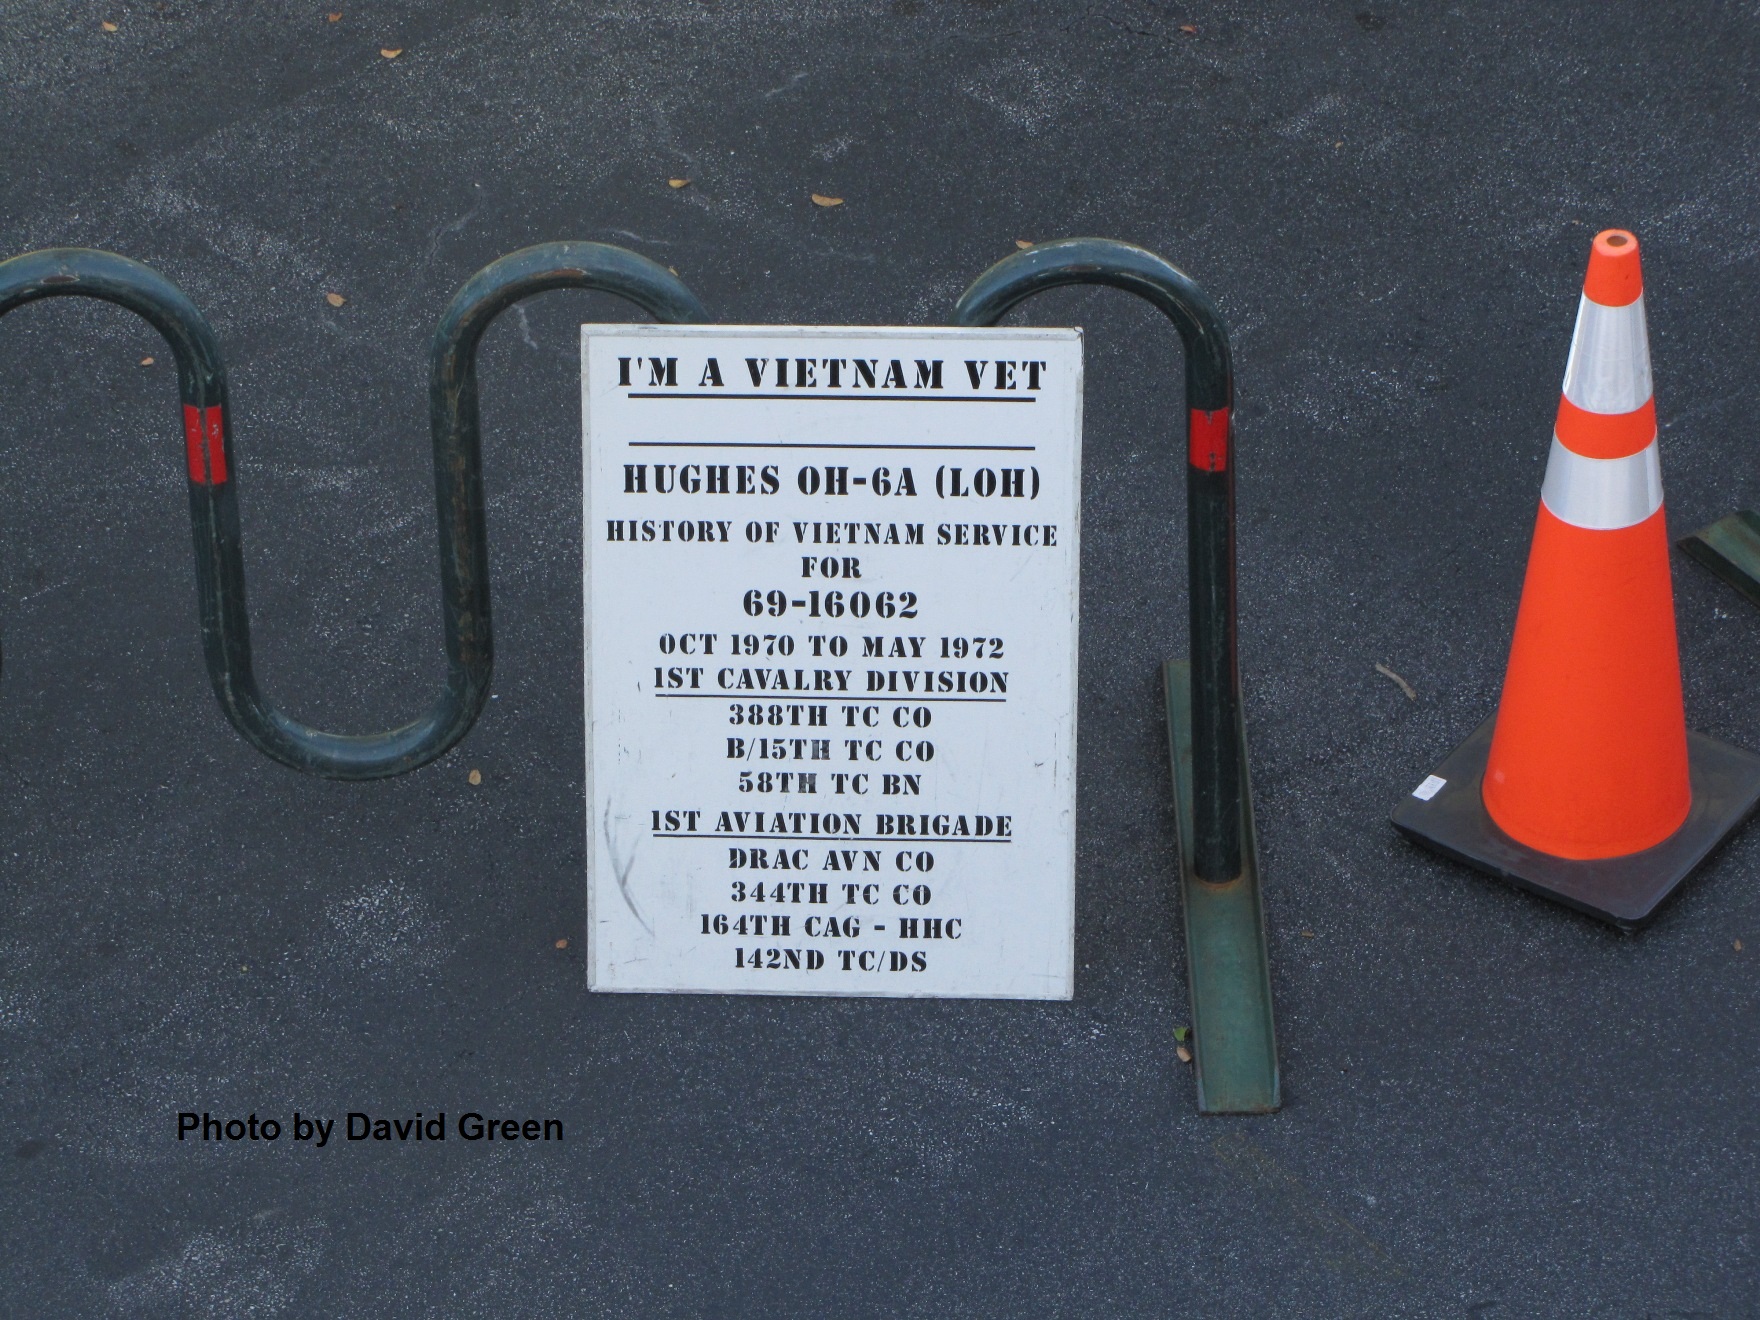 I'M A VIETNAM VET
HUGHES OH-6A (LOH)
HISTORY OF VIETNAM SERVICE
FOR
69-16062
OCT 1970 TO MAY 1972
1ST CAVALRY DIVISION
388TH TC CO
B/15TH TC CO
58TH TC BN
1ST AVIATION BRIGADE
DRAC AVN CO
344TH TC CO
164TH CAG - HHC
142ND TC/DS
Photo by David Green